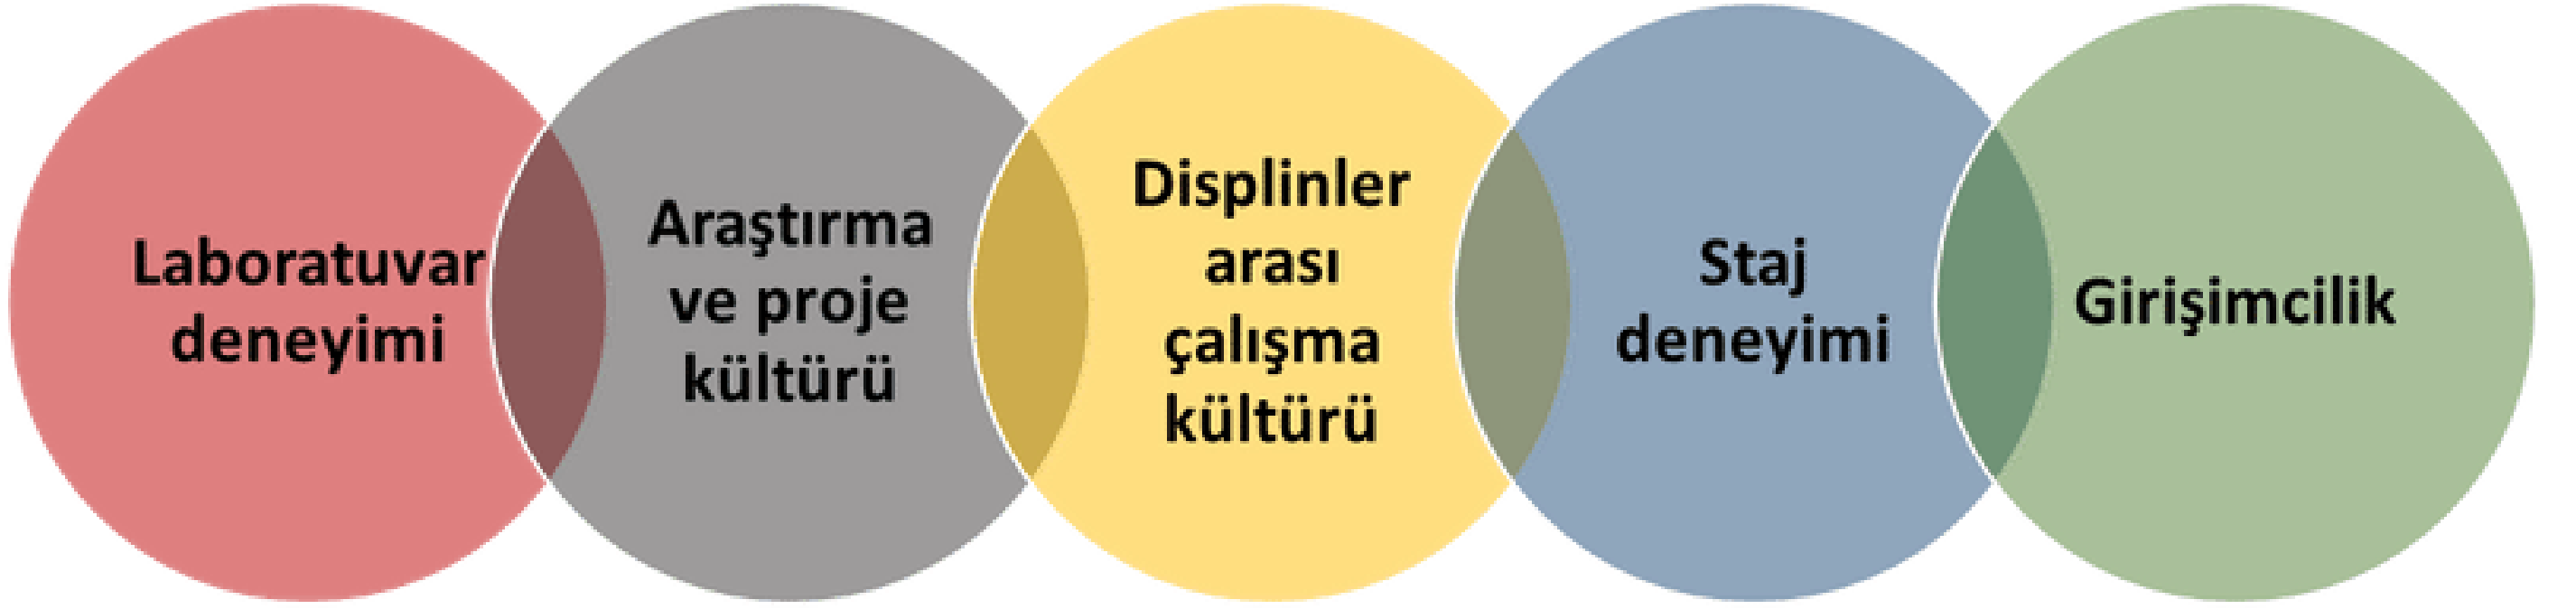 Laboratuvar
deneyimi
Araştırma
ve proje
kültürü
Displinler
arası
çalışma
kültürü
Staj
deneyimi
Girişimcilik